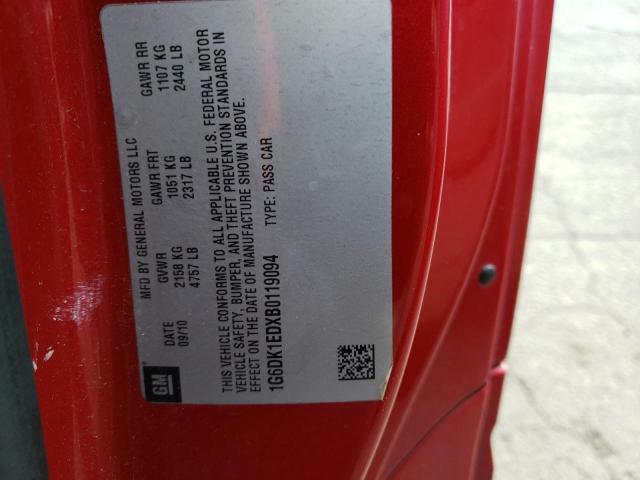 MFD BY GENERAL MOTORS LLC
DATE GVWR GAWR FRT GAWR RR
09/10 2158 KG 1051 KG 1107 KG
4757 LB 2317 LB 2440 LB
THIS VEHICLE CONFORMS TO ALL APPLICABLE U.S. FEDERAL MOTOR
VEHICLE SAFETY, BUMPER, AND THEFT PREVENTION STANDARDS IN
EFFECT ON THE DATE OF MANUFACTURE SHOWN ABOVE.
1G6DK1EDXB0119094 TYPE: PASS CAR
GM